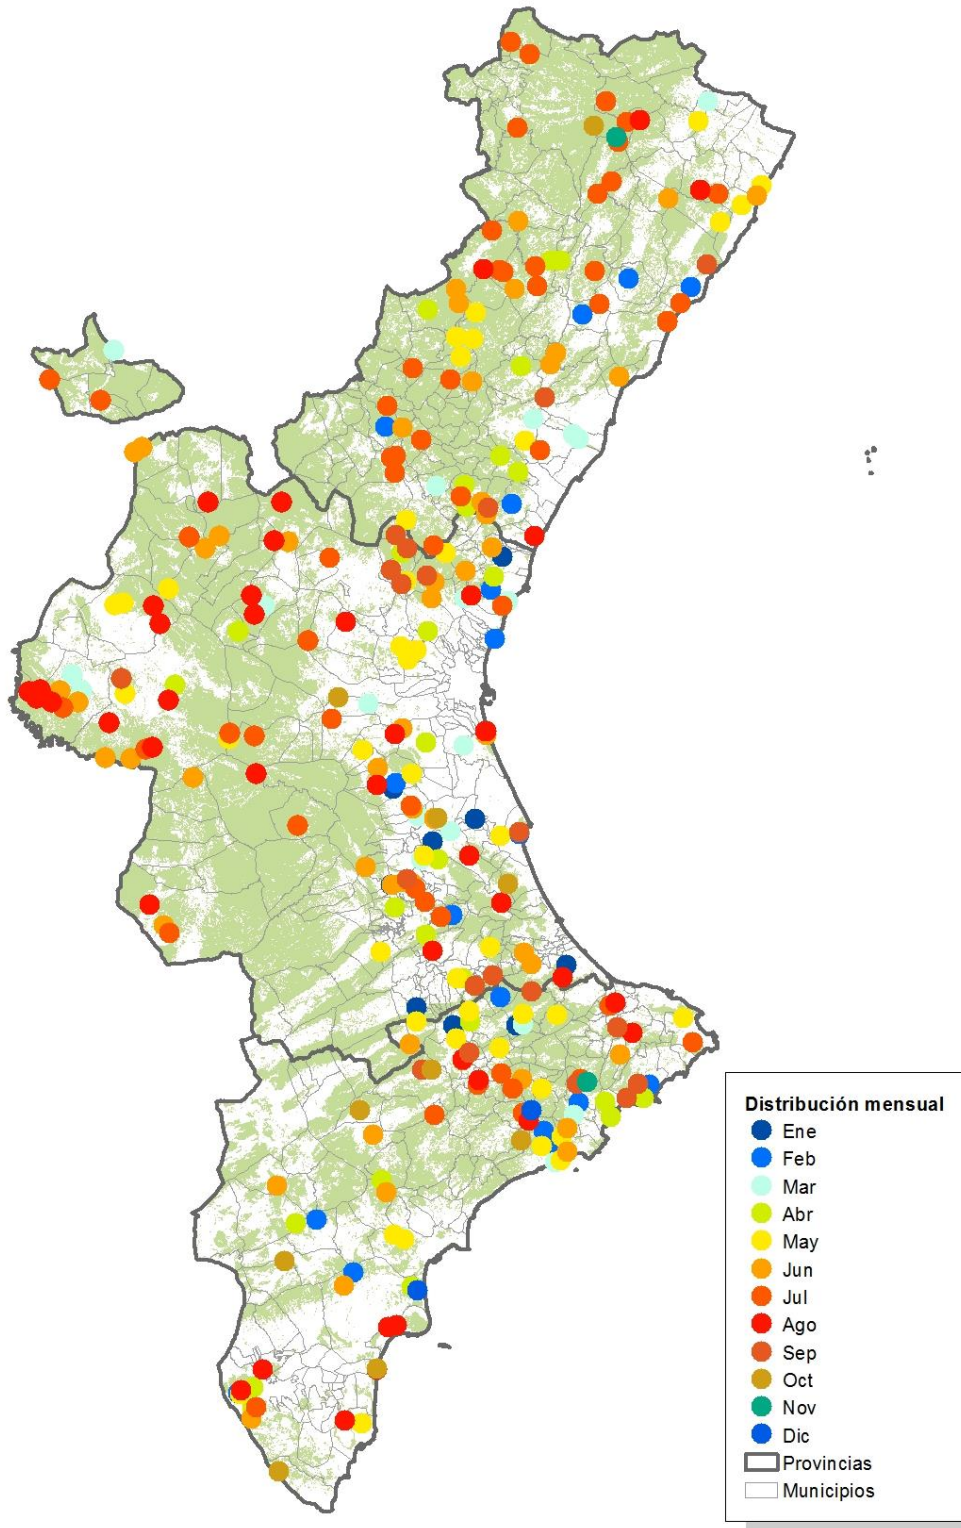 Distribución mensual
Ene
Feb
Mar
Abr
May
Jun
Jul
Ago
Sep
Oct
Nov
Dic
Provincias
Municipios